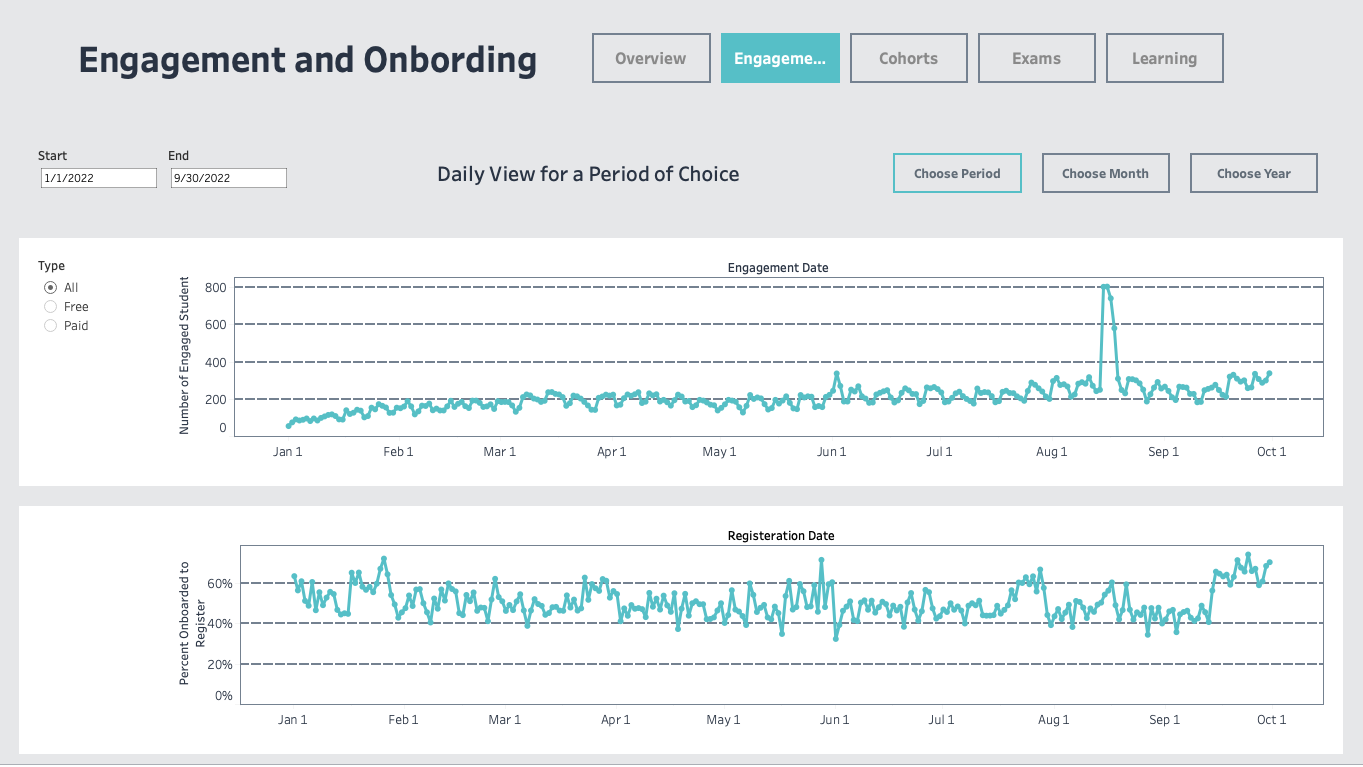 Engagement and Onbording
Overview
Engageme...
Cohorts
Exams
Learning
Start
End
1/1/2022
9/30/2022
Daily View for a Period of Choice
Choose Period
Choose Month
Choose Year
Type
All
Free
Paid
Engagement Date
Number of Engaged Student
800
600
400
200
0
Jan 1
Feb 1
Mar 1
Apr 1
May 1
Jun 1
Jul 1
Aug 1
Sep 1
Oct 1
Registeration Date
Percent Onboarded to
Register
60%
40%
20%
0%
Jan 1
Feb 1
Mar 1
Apr 1
May 1
Jun 1
Jul 1
Aug 1
Sep 1
Oct 1